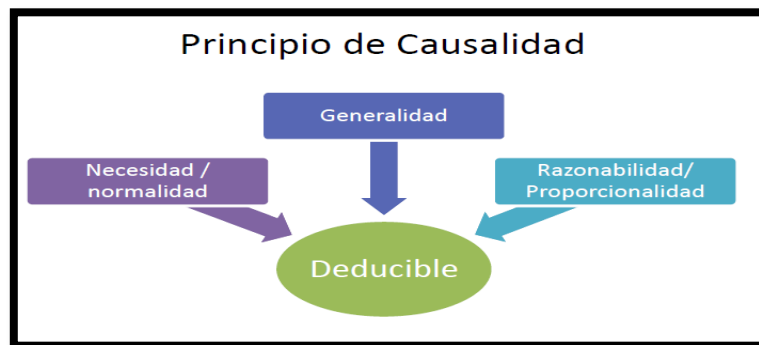 Principio de Causalidad
Generalidad
Necesidad /
normalidad
Razonabilidad/
Proporcionalidad
Deducible